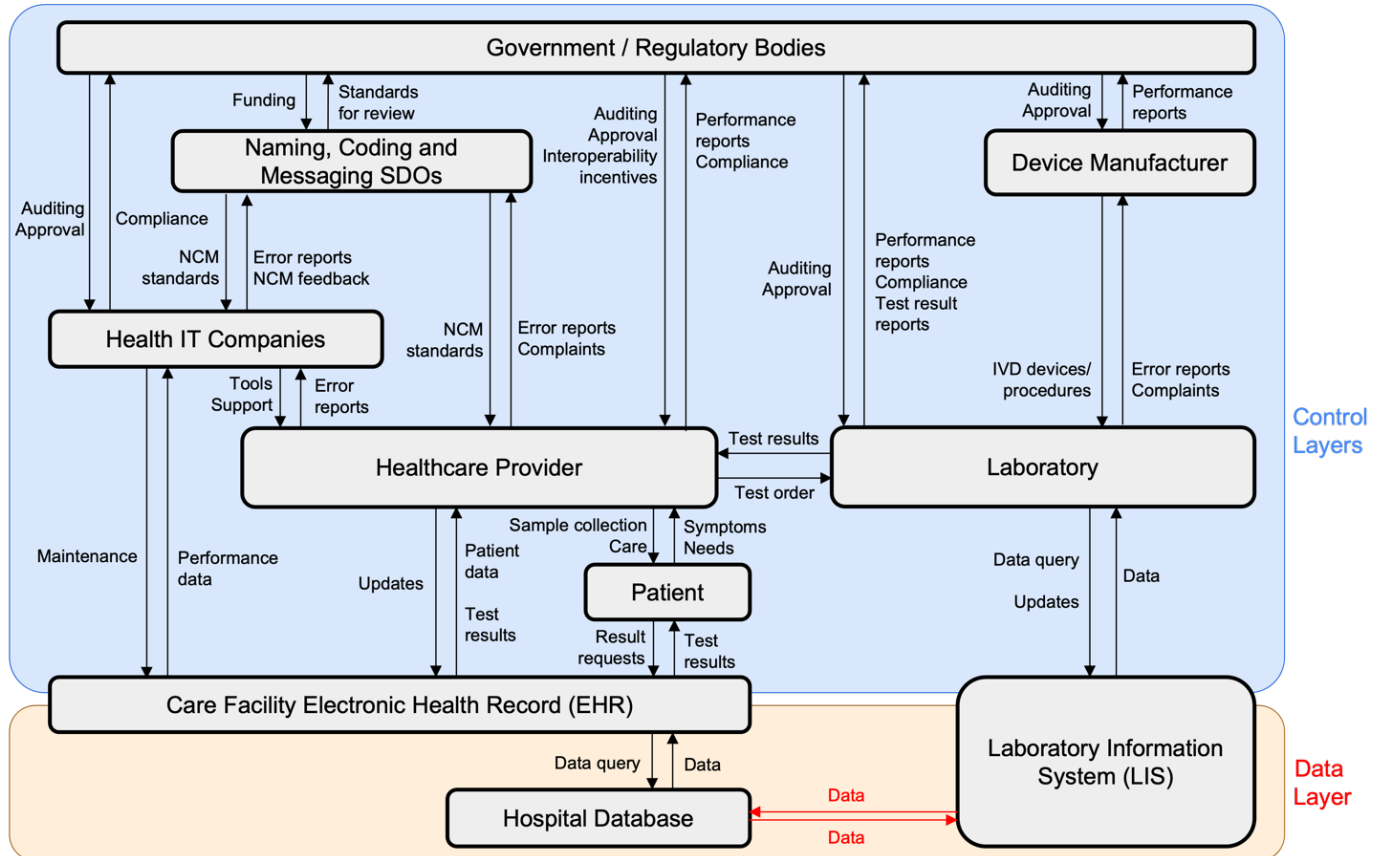 Government / Regulatory Bodies
Funding
Standards
for review
Auditing
Approval
Interoperability
incentives
Performance
reports
Compliance
Auditing
Approval
Performance
reports
Naming, Coding and
Messaging SDOs
Device Manufacturer
Auditing
Approval
Compliance
NCM
standards
Error reports
NCM feedback
NCM
standards
Error reports
Complaints
Auditing
Approval
Performance
reports
Compliance
Test result
reports
IVD devices/
procedures
Error reports
Complaints
Health IT Companies
Tools
Support
Error
reports
Control
Layers
Healthcare Provider
Test results
Test order
Laboratory
Maintenance
Performance
data
Updates
Patient
data
Test
results
Sample collection
Care
Symptoms
Needs
Patient
Result
requests
Test
results
Data query
Updates
Data
Care Facility Electronic Health Record (EHR)
Laboratory Information
System (LIS)
Data query
Data
Hospital Database
Data
Data
Data
Layer